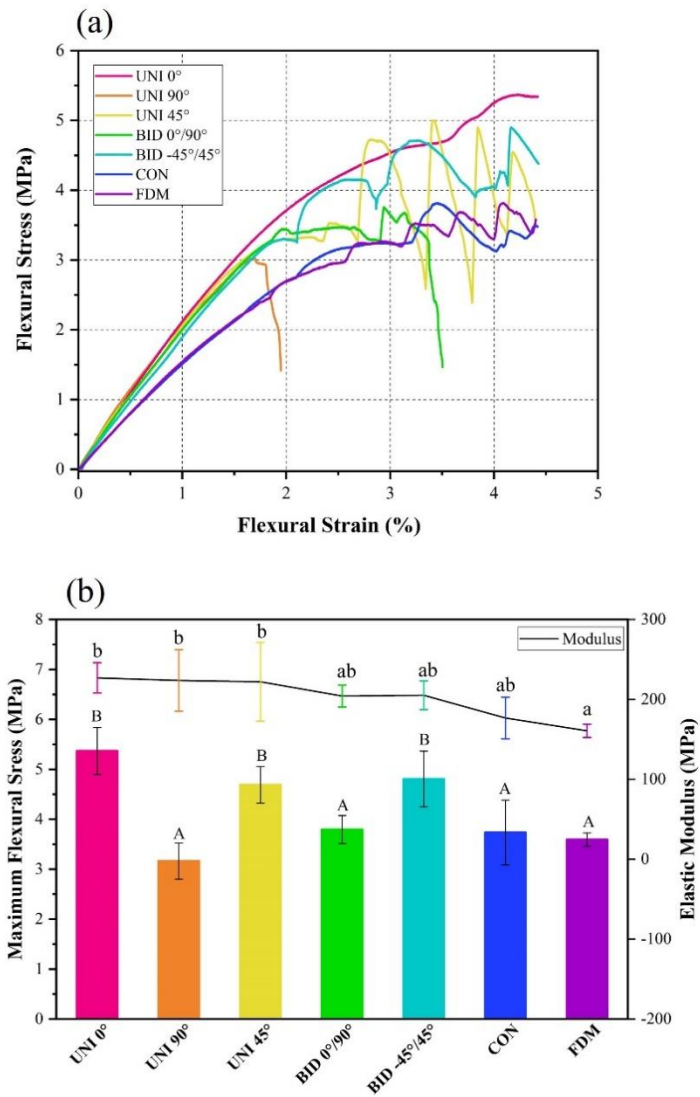 (a)
6
5
4
3
2
1
0
Flexural Stress (MPa)
UNI 0°
UNI 90°
UNI 45°
BID 0°/90°
BID -45°/45°
CON
FDM
0 1 2 3 4 5
Flexural Strain (%)
(b)
8
7
6
5
4
3
2
1
0
Maximum Flexural Sress (MPa)
Modulus
b b b ab ab ab a
B A B A B A A
300
200
100
0
-100
-200
Elastic Modulus (MPa)
UNI 0° UNI 90° UNI 45° BID 0°/90° BID -45°/45° CON FDM